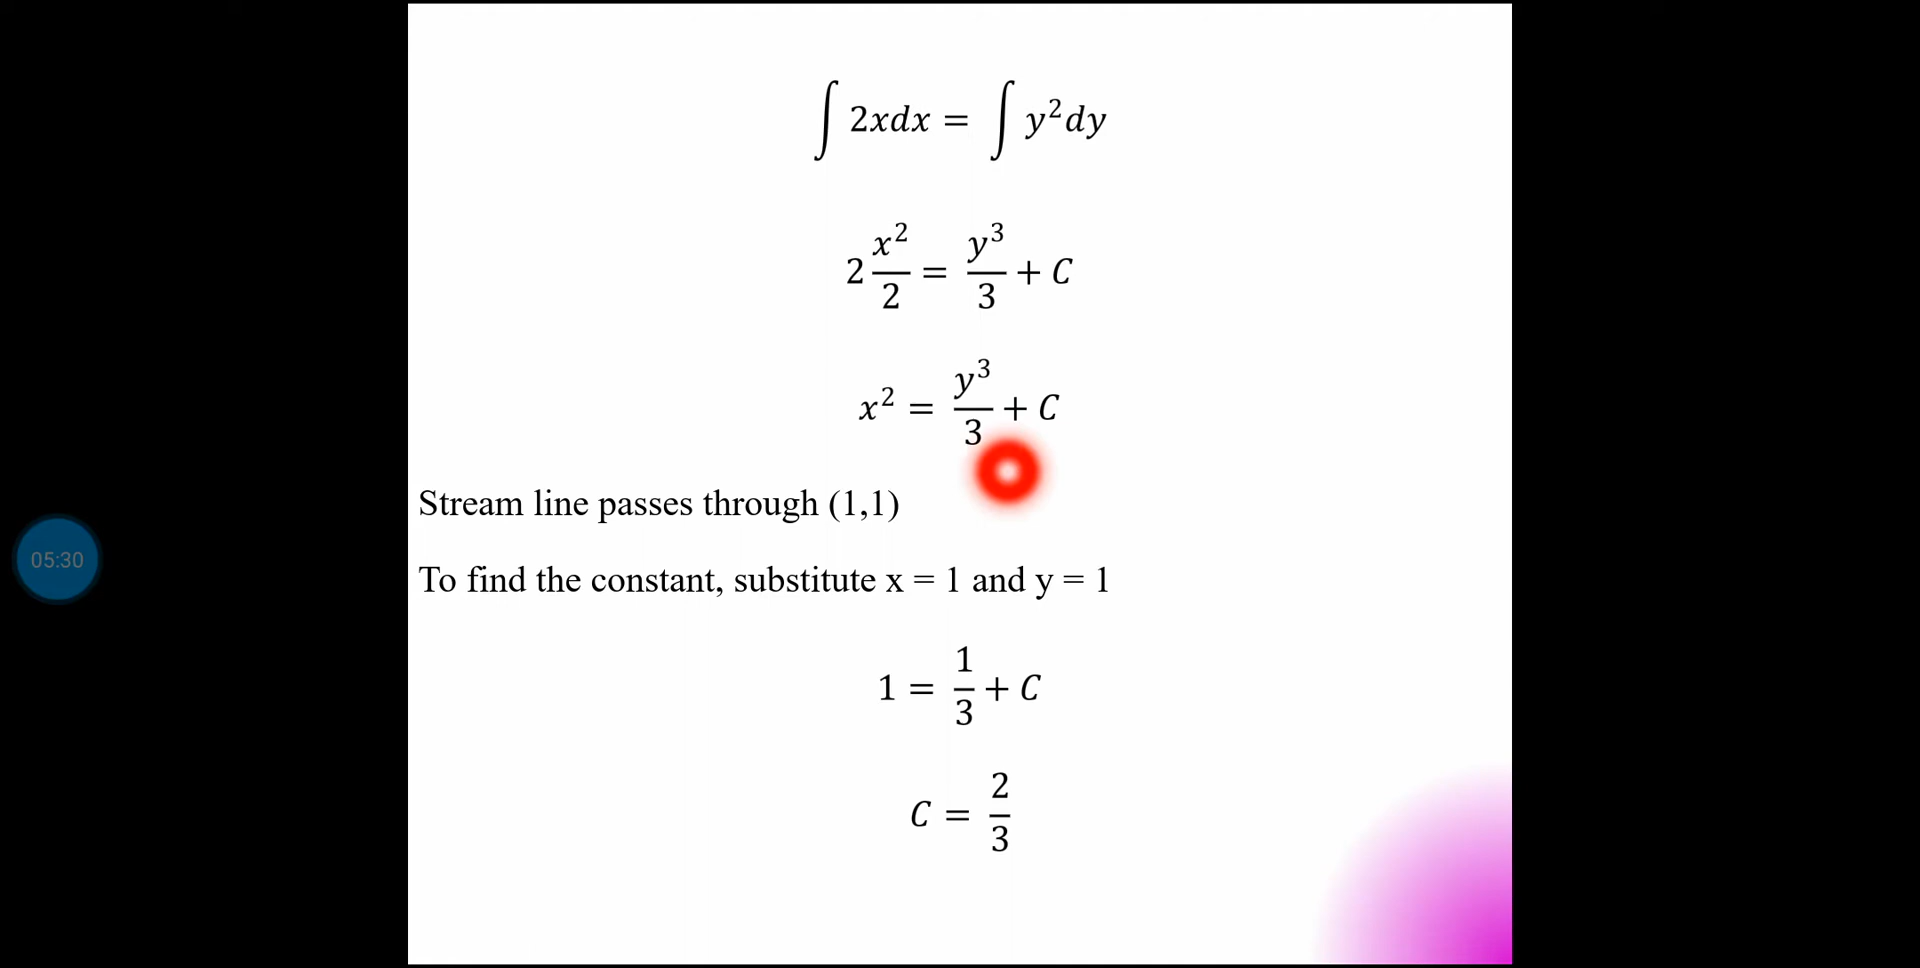 ∫ 2xdx = ∫ y²dy
2 x²/2 = y³/3 + C
x² = y³/3 + C
Stream line passes through (1,1)
05:30
To find the constant, substitute x = 1 and y = 1
1 = 1/3 + C
C = 2/3